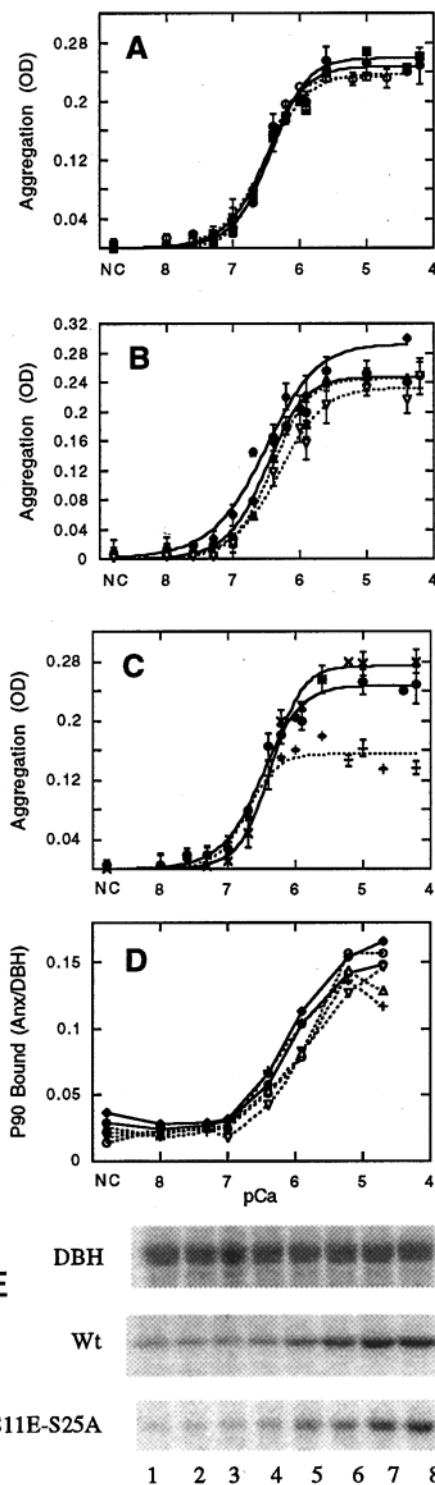 A
Aggregation (OD)
0.28
0.2
0.12
0.04
NC 8 7 6 5 4
B
Aggregation (OD)
0.32
0.28
0.24
0.2
0.16
0.12
0.08
0.04
0
NC 8 7 6 5 4
C
Aggregation (OD)
0.28
0.2
0.12
0.04
NC 8 7 6 5 4
D
P90 Bound (Anx/DBH)
0.15
0.1
0.05
0
NC 8 7 6 5 4
pCa
E
DBH
Wt
S11E-S25A
1 2 3 4 5 6 7 8